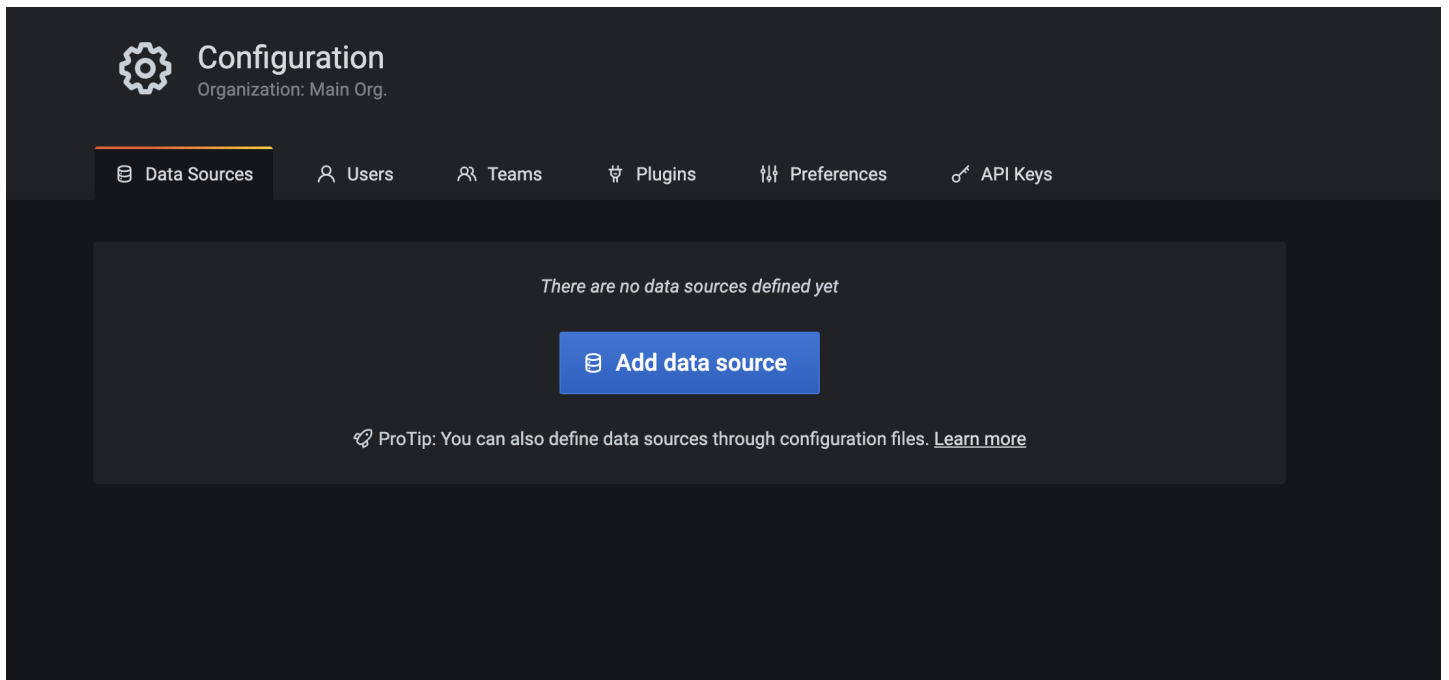 Configuration
Organization: Main Org.
Data Sources Users Teams Plugins Preferences API Keys
There are no data sources defined yet
Add data source
ProTip: You can also define data sources through configuration files. Learn more